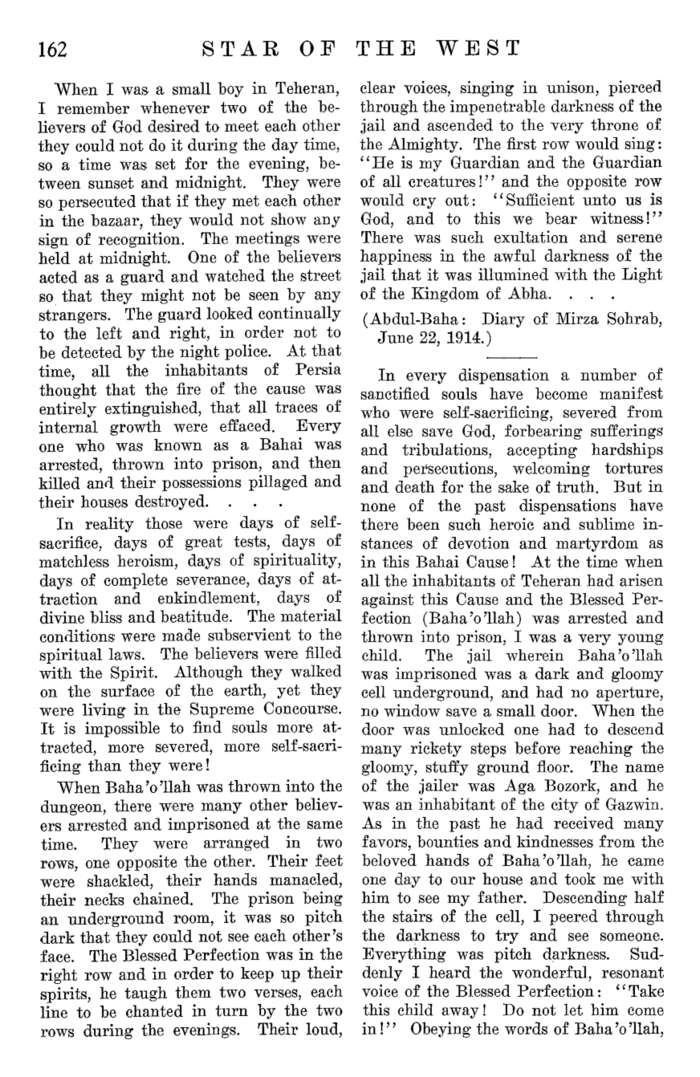 162 STAR OF THE WEST
When I was a small boy in Teheran,
I remember whenever two of the be-
lievers of God desired to meet each other
they could not do it during the day time,
so a time was set for the evening, be-
tween sunset and midnight. They were
so persecuted that if they met each other
in the bazaar, they would not show any
sign of recognition. The meetings were
held at midnight. One of the believers
acted as a guard and watched the street
so that they might not be seen by any
strangers. The guard looked continually
to the left and right, in order not to
be detected by the night police. At that
time, all the inhabitants of Persia
thought that the fire of the cause was
entirely extinguished, that all traces of
internal growth were effaced. Every
one who was known as a Bahai was
arrested, thrown into prison, and then
killed and their possessions pillaged and
their houses destroyed. . . .
In reality those were days of self-
sacrifice, days of great tests, days of
matchless heroism, days of spirituality,
days of complete severance, days of at-
traction and enkindlement, days of
divine bliss and beatitude. The material
conditions were made subservient to the
spiritual laws. The believers were filled
with the Spirit. Although they walked
on the surface of the earth, yet they
were living in the Supreme Concourse.
It is impossible to find souls more at-
tracted, more severed, more self-sacri-
ficing than they were!
When Baha'o'llah was thrown into the
dungeon, there were many other believ-
ers arrested and imprisoned at the same
time. They were arranged in two
rows, one opposite the other. Their feet
were shackled, their hands manacled,
their necks chained. The prison being
an underground room, it was so pitch
dark that they could not see each other's
face. The Blessed Perfection was in the
right row and in order to keep up their
spirits, he taugh them two verses, each
line to be chanted in turn by the two
rows during the evenings. Their loud,
clear voices, singing in unison, pierced
through the impenetrable darkness of the
jail and ascended to the very throne of
the Almighty. The first row would sing:
"He is my Guardian and the Guardian
of all creatures!" and the opposite row
would cry out: "Sufficient unto us is
God, and to this we bear witness!"
There was such exultation and serene
happiness in the awful darkness of the
jail that it was illumined with the Light
of the Kingdom of Abha. . . .
(Abdul-Baha: Diary of Mirza Sohrab,
June 22, 1914.)
In every dispensation a number of
sanctified souls have become manifest
who were self-sacrificing, severed from
all else save God, forbearing sufferings
and tribulations, accepting hardships
and persecutions, welcoming tortures
and death for the sake of truth. But in
none of the past dispensations have
there been such heroic and sublime in-
stances of devotion and martyrdom as
in this Bahai Cause! At the time when
all the inhabitants of Teheran had arisen
against this Cause and the Blessed Per-
fection (Baha'o'llah) was arrested and
thrown into prison, I was a very young
child. The jail wherein Baha'o'llah
was imprisoned was a dark and gloomy
cell underground, and had no aperture,
no window save a small door. When the
door was unlocked one had to descend
many rickety steps before reaching the
gloomy, stuffy ground floor. The name
of the jailer was Aga Bozork, and he
was an inhabitant of the city of Gazwin.
As in the past he had received many
favors, bounties and kindnesses from the
beloved hands of Baha'o'llah, he came
one day to our house and took me with
him to see my father. Descending half
the stairs of the cell, I peered through
the darkness to try and see someone.
Everything was pitch darkness. Sud-
denly I heard the wonderful, resonant
voice of the Blessed Perfection: "Take
this child away! Do not let him come
in!" Obeying the words of Baha'o'llah,